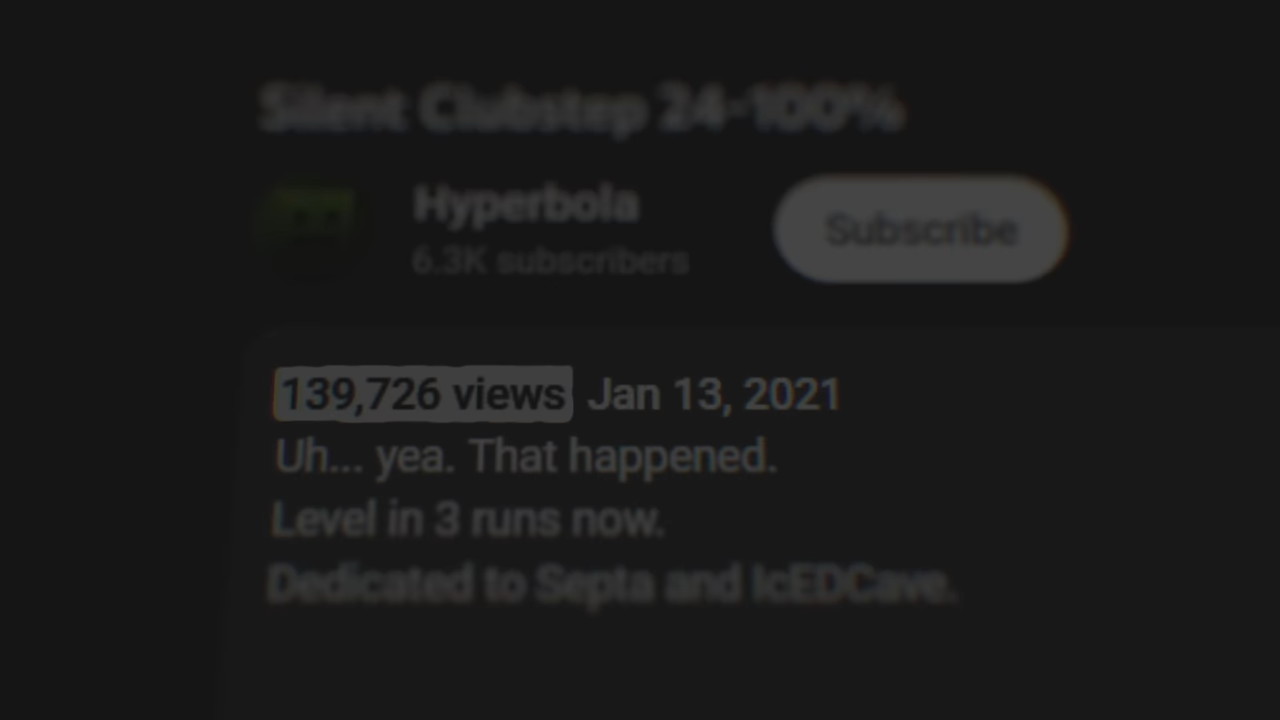 Silent Clubstep 24-100%
Hyperbola
6.3K subscribers
Subscribe
139,726 views Jan 13, 2021
Uh... yea. That happened.
Level in 3 runs now.
Dedicated to Septa and IcEDCave.